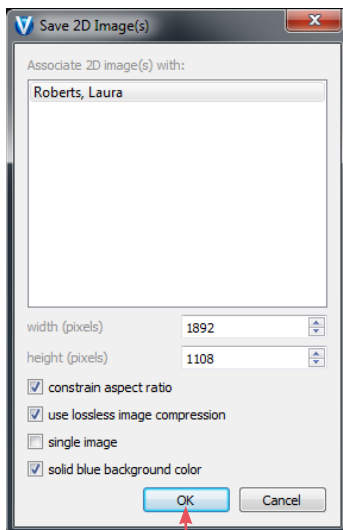 Save 2D Image(s)
Associate 2D image(s) with:
Roberts, Laura
width (pixels) 1892
height (pixels) 1108
constrain aspect ratio
use lossless image compression
single image
solid blue background color
OK Cancel